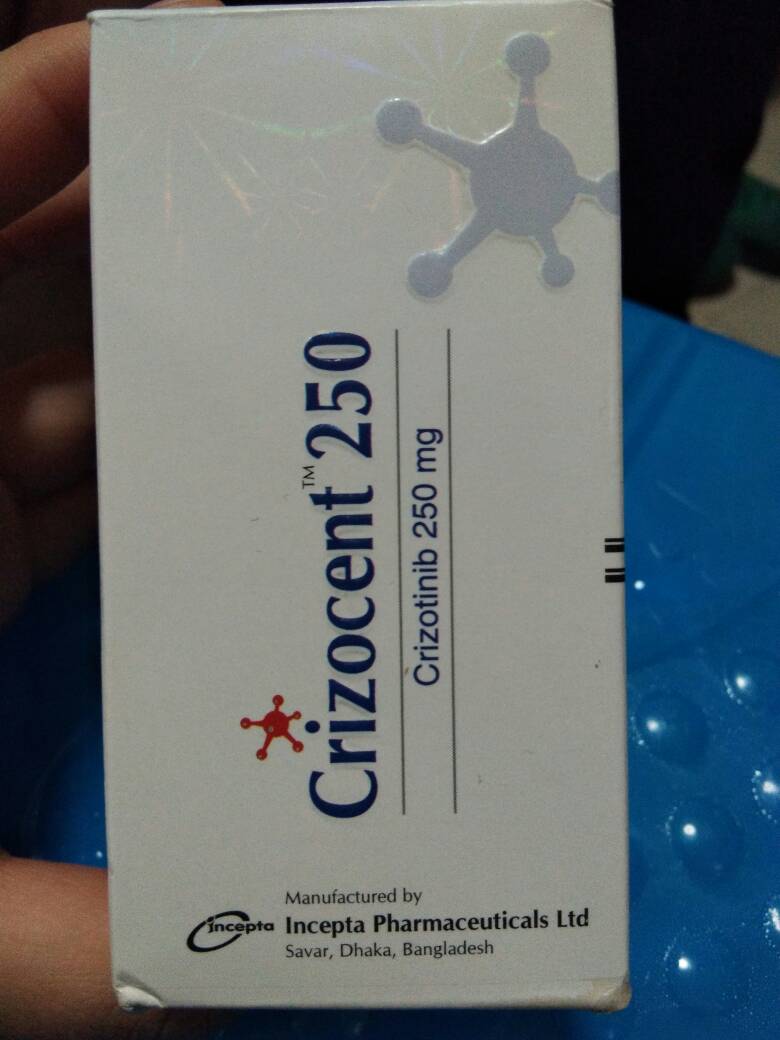 Crizocent™ 250
Crizotinib 250 mg
Manufactured by
incepta
Incepta Pharmaceuticals Ltd
Savar, Dhaka, Bangladesh